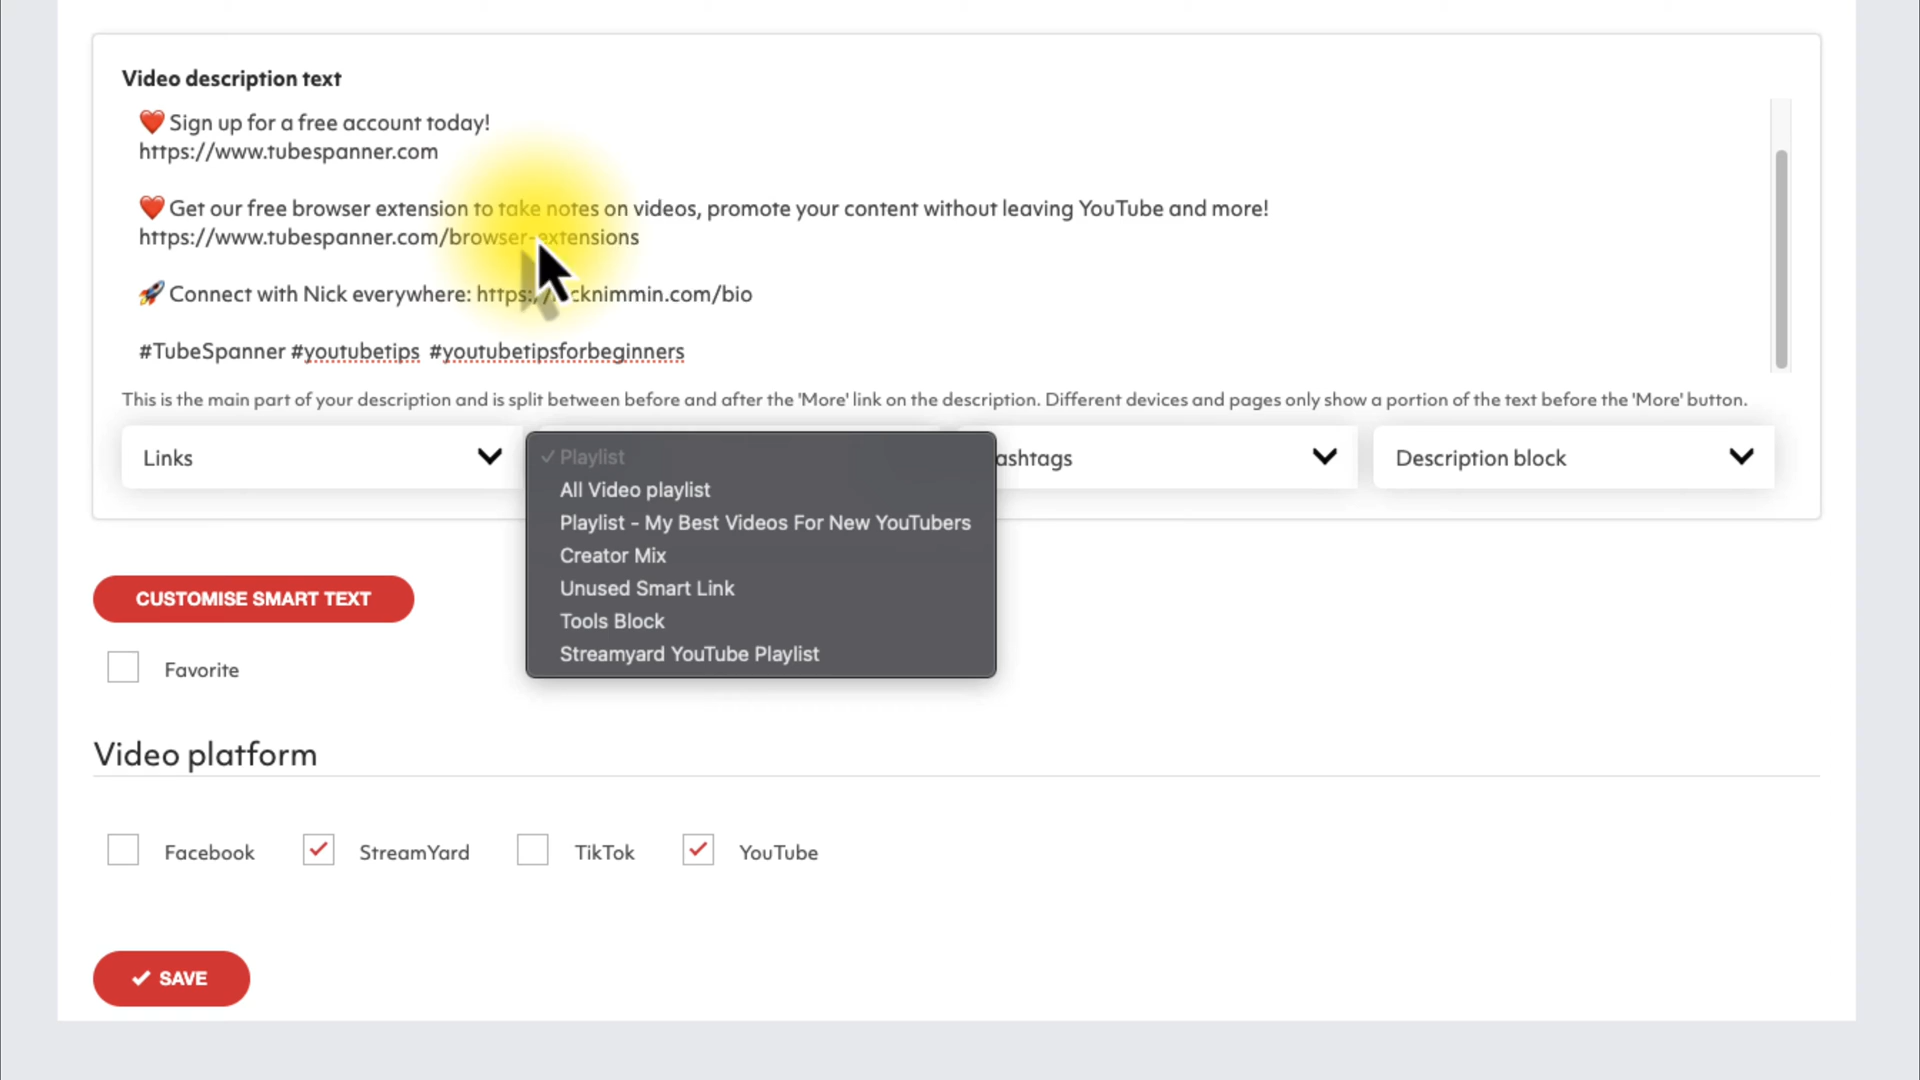 Video description text
❤️ Sign up for a free account today!
https://www.tubespanner.com
❤️ Get our free browser extension to take notes on videos, promote your content without leaving YouTube and more!
https://www.tubespanner.com/browser-extensions
🚀 Connect with Nick everywhere: https://nicknimmin.com/bio
#TubeSpanner #youtubetips #youtubetipsforbeginners
This is the main part of your description and is split between before and after the 'More' link on the description. Different devices and pages only show a portion of the text before the 'More' button.
Links
✓ Playlist
ashtags
Description block
All Video playlist
Playlist - My Best Videos For New YouTubers
Creator Mix
Unused Smart Link
Tools Block
Streamyard YouTube Playlist
CUSTOMISE SMART TEXT
Favorite
Video platform
Facebook
StreamYard
TikTok
YouTube
SAVE